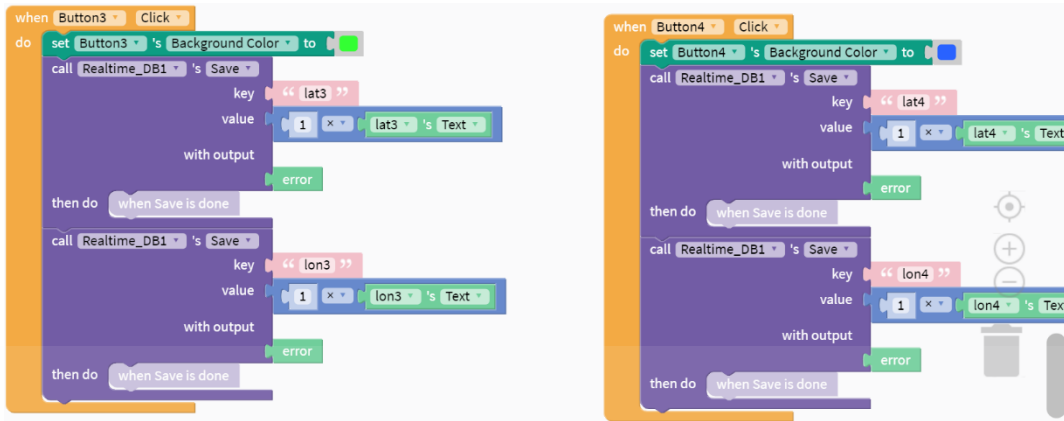 when Button3 Click
do set Button3 's Background Color to
call Realtime_DB1 's Save
key “ lat3 ”
value 1 × lat3 's Text
with output
error
then do when Save is done
call Realtime_DB1 's Save
key “ lon3 ”
value 1 × lon3 's Text
with output
error
then do when Save is done
when Button4 Click
do set Button4 's Background Color to
call Realtime_DB1 's Save
key “ lat4 ”
value 1 × lat4 's Text
with output
error
then do when Save is done
call Realtime_DB1 's Save
key “ lon4 ”
value 1 × lon4 's Tex
with output
error
then do when Save is done